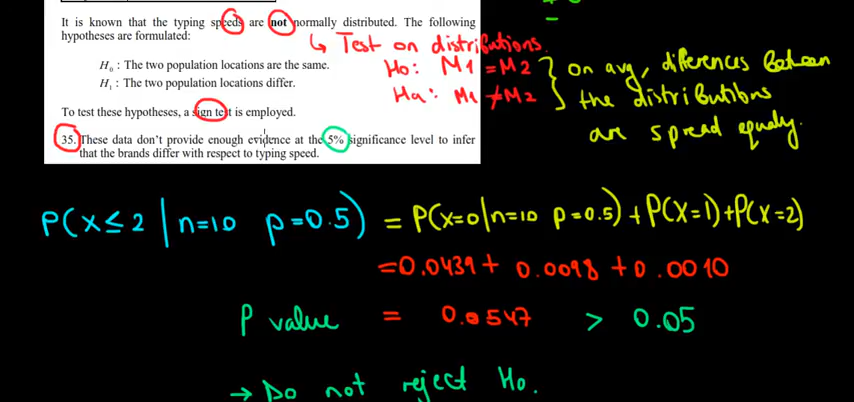 It is known that the typing speeds are not normally distributed. The following
hypotheses are formulated:
↳ Test on distributions.
H₀ : The two population locations are the same.
H₁ : The two population locations differ.
Ho: M1 = M2
Ha: M1 ≠ M2
on avg, differences between
the distributions
are spread equally.
To test these hypotheses, a sign test is employed.
35. These data don't provide enough evidence at the 5% significance level to infer
that the brands differ with respect to typing speed.
P(x ≤ 2 | n=10 p=0.5) = P(x=0|n=10 p=0.5) + P(x=1) + P(x=2)
= 0.0439 + 0.0098 + 0.0010
P value = 0.0547 > 0.05
→ Do not reject Ho.